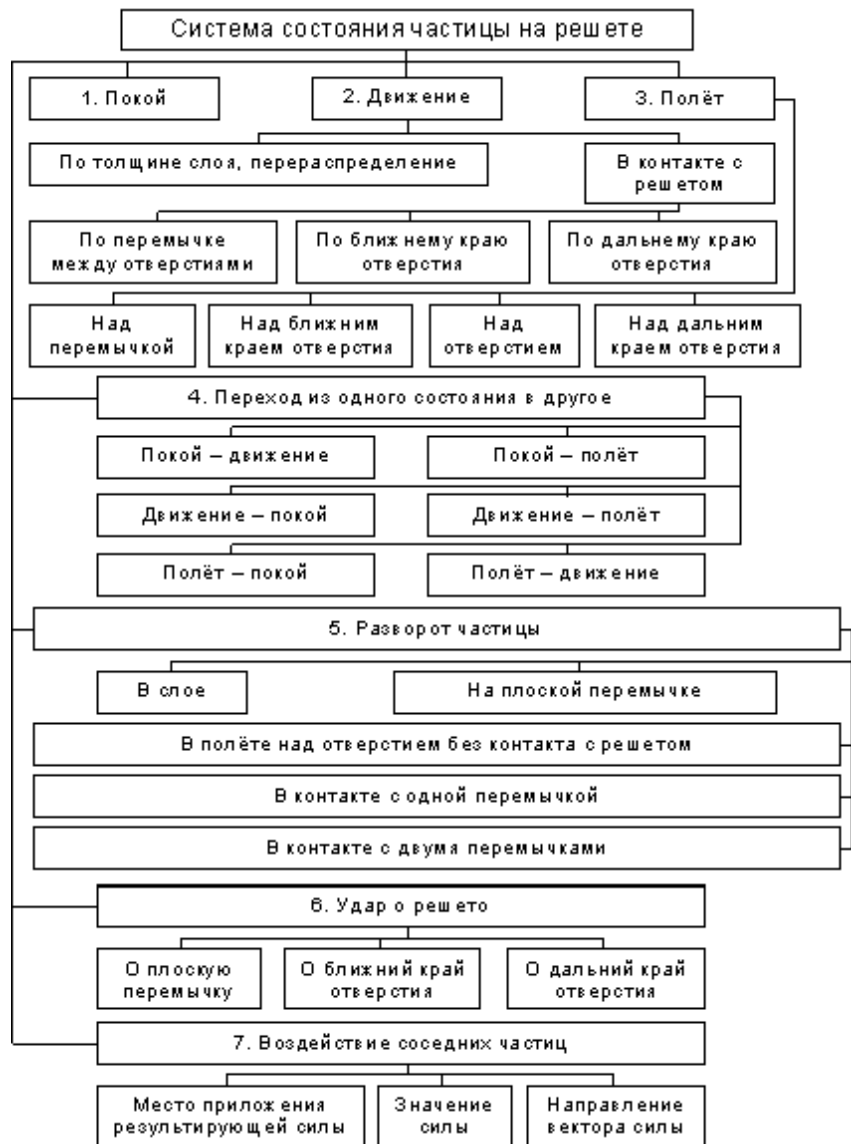 Система состояния частицы на решете
1. Покой
2. Движение
3. Полёт
По толщине слоя, перераспределение
В контакте с
решетом
По перемычке
между отверстиями
По ближнему краю
отверстия
По дальнему краю
отверстия
Над
перемычкой
Над ближним
краем отверстия
Над
отверстием
Над дальним
краем отверстия
4. Переход из одного состояния в другое
Покой – движение
Покой – полёт
Движение – покой
Движение – полёт
Полёт – покой
Полёт – движение
5. Разворот частицы
В слое
На плоской перемычке
В полёте над отверстием без контакта с решетом
В контакте с одной перемычкой
В контакте с двумя перемычками
6. Удар о решето
О плоскую
перемычку
О ближний край
отверстия
О дальний край
отверстия
7. Воздействие соседних частиц
Место приложения
результирующей силы
Значение
силы
Направление
вектора силы